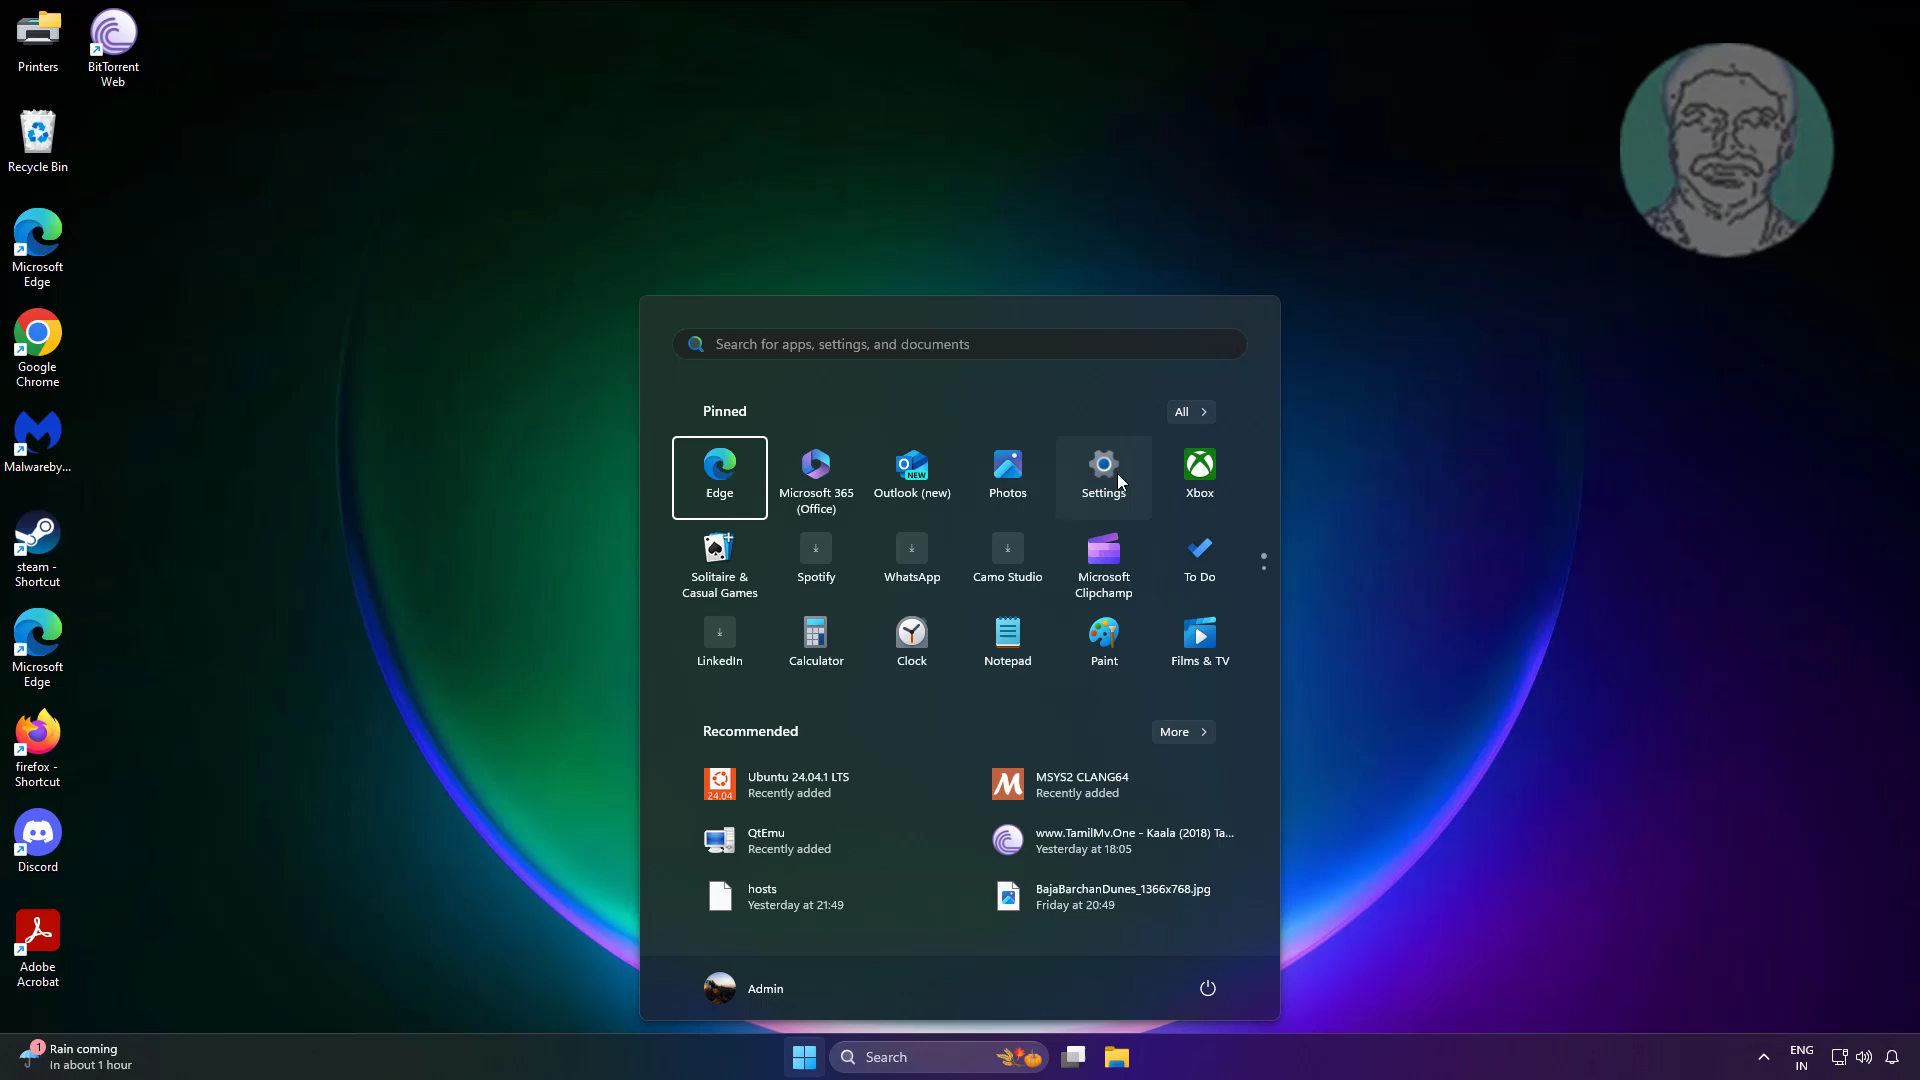 Printers
BitTorrent
Web
Recycle Bin
Microsoft
Edge
Google
Chrome
Malwareby...
steam -
Shortcut
Microsoft
Edge
firefox -
Shortcut
Discord
Adobe
Acrobat
Search for apps, settings, and documents
Pinned
All
Edge
Microsoft 365
(Office)
Outlook (new)
NEW
Photos
Settings
Xbox
Solitaire &
Casual Games
Spotify
WhatsApp
Camo Studio
Microsoft
Clipchamp
To Do
LinkedIn
Calculator
Clock
Notepad
Paint
Films & TV
Recommended
More
24.04
Ubuntu 24.04.1 LTS
Recently added
MSYS2 CLANG64
Recently added
QtEmu
Recently added
www.TamilMv.One - Kaala (2018) Ta...
Yesterday at 18:05
hosts
Yesterday at 21:49
BajaBarchanDunes_1366x768.jpg
Friday at 20:49
Admin
1
Rain coming
In about 1 hour
Search
ENG
IN